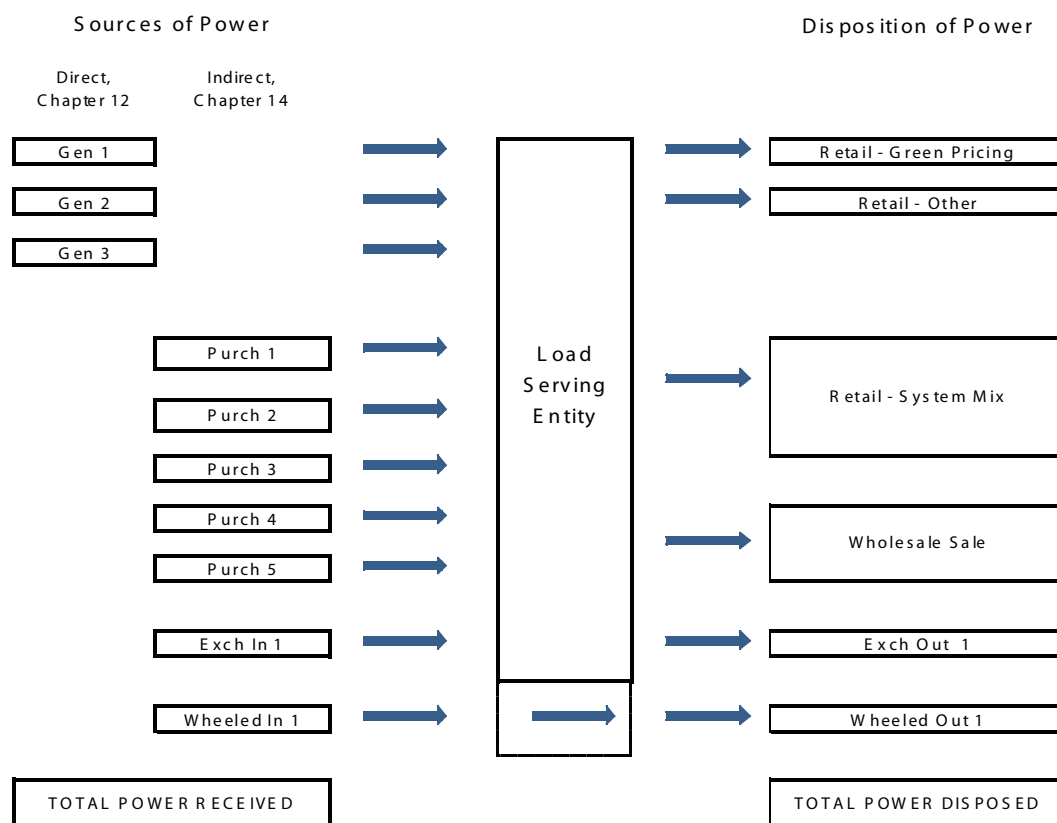 Sources of Power
Disposition of Power
Direct,
Chapter 12
Indirect,
Chapter 14
Gen 1
Retail - Green Pricing
Gen 2
Retail - Other
Gen 3
Purch 1
Load
Serving
Entity
Retail - System Mix
Purch 2
Purch 3
Purch 4
Wholesale Sale
Purch 5
Exch In 1
Exch Out 1
Wheeled In 1
Wheeled Out 1
TOTAL POWER RECEIVED
TOTAL POWER DISPOSED